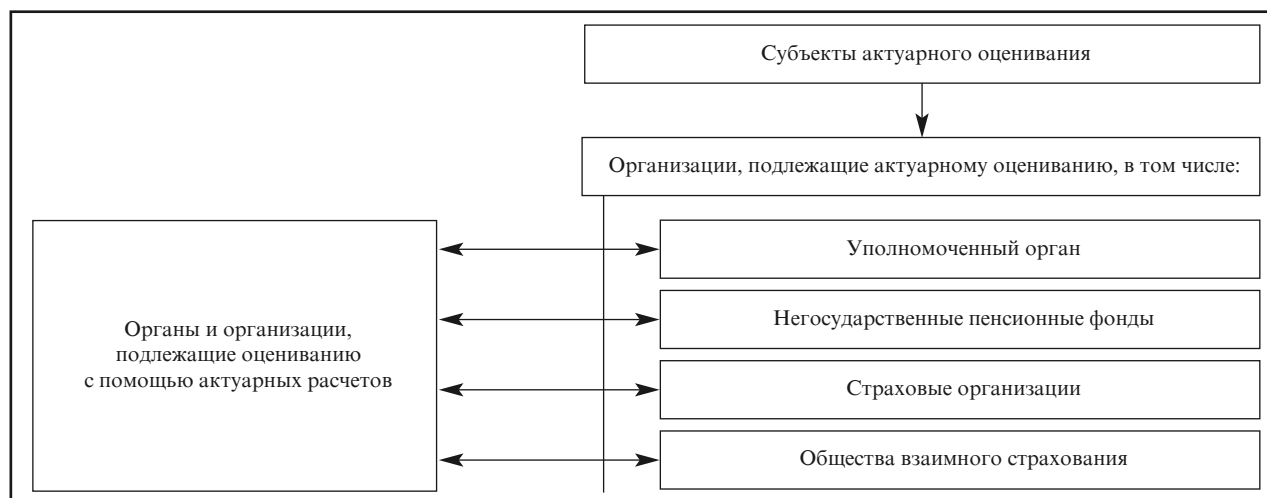 Субъекты актуарного оценивания
Организации, подлежащие актуарному оцениванию, в том числе:
Уполномоченный орган
Негосударственные пенсионные фонды
Страховые организации
Общества взаимного страхования
Органы и организации,
подлежащие оцениванию
с помощью актуарных расчетов